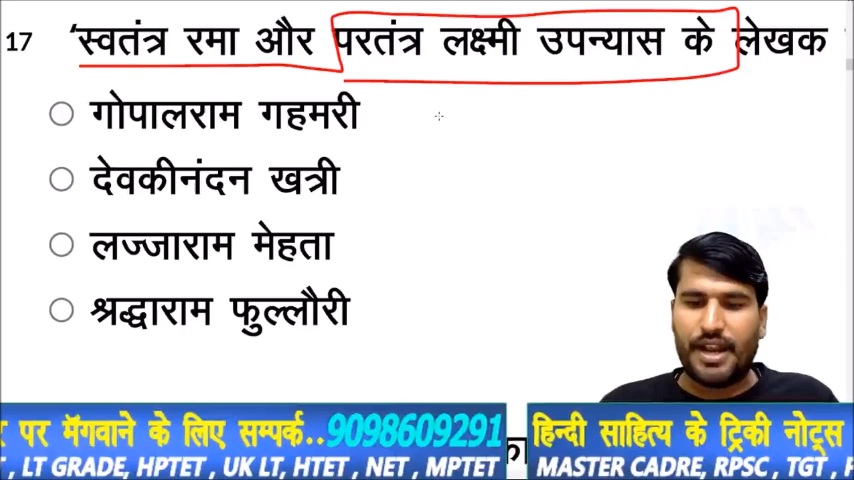 17 'स्वतंत्र रमा और परतंत्र लक्ष्मी उपन्यास के लेखक
गोपालराम गहमरी
देवकीनंदन खत्री
लज्जाराम मेहता
श्रद्धाराम फुल्लौरी
र पर मॅगवाने के लिए सम्पर्क..9098609291 हिन्दी साहित्य के ट्रिकी नोट्स
, LT GRADE, HPTET, UK LT, HTET, NET, MPTET MASTER CADRE, RPSC, TGT,